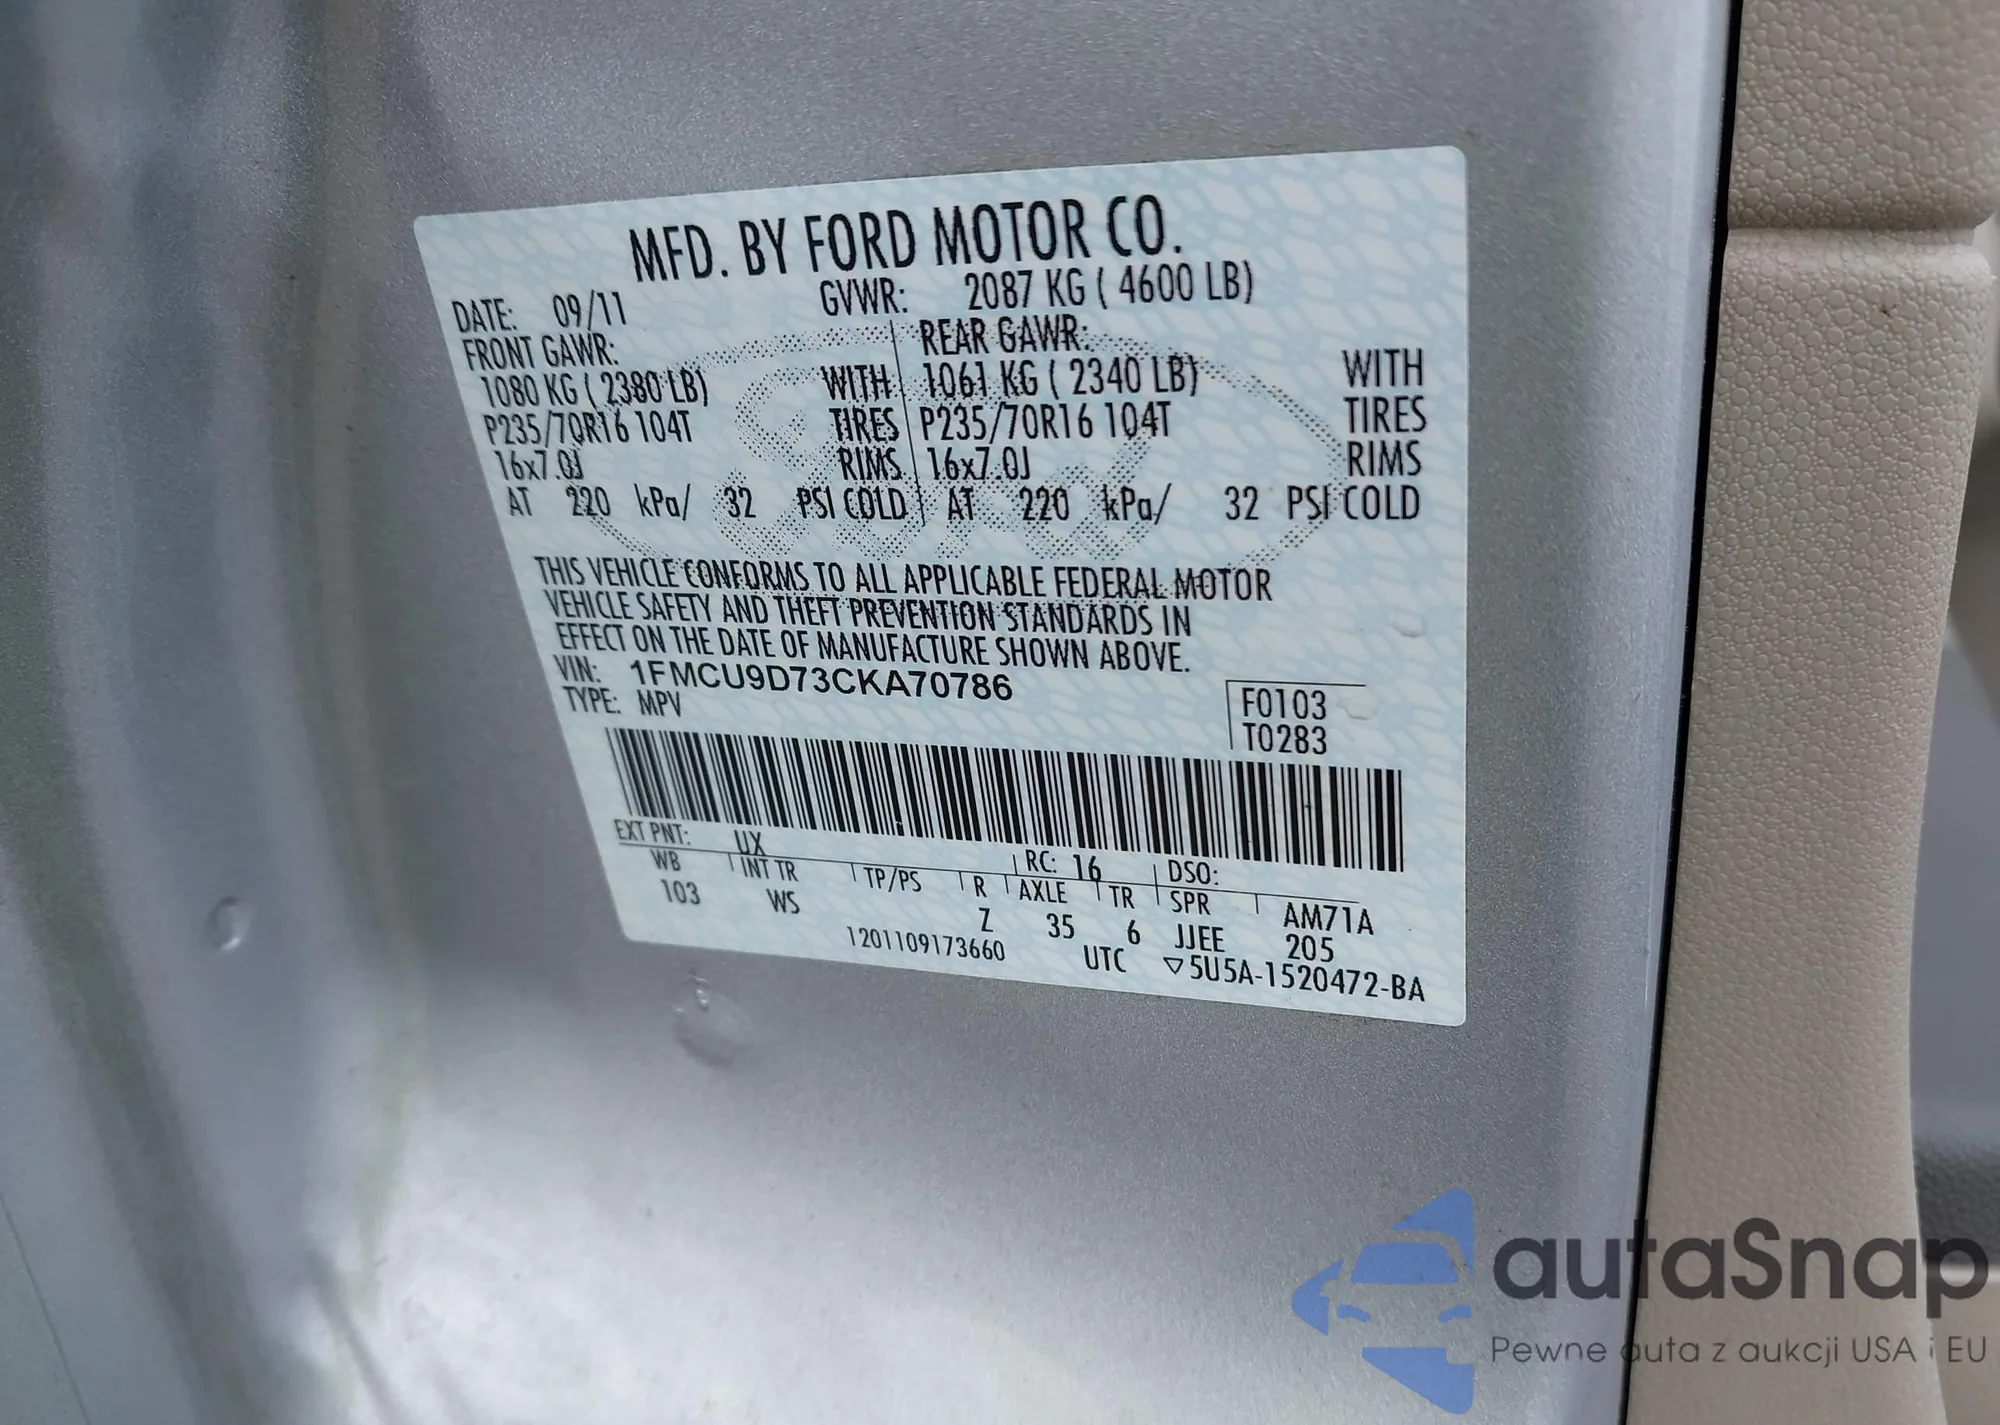 MFD. BY FORD MOTOR CO.
DATE: 09/11 GVWR: 2087 KG ( 4600 LB)
FRONT GAWR: REAR GAWR:
1080 KG ( 2380 LB) WITH 1061 KG ( 2340 LB) WITH
P235/70R16 104T TIRES P235/70R16 104T TIRES
16x7.0J RIMS 16x7.0J RIMS
AT 220 kPa/ 32 PSI COLD AT 220 kPa/ 32 PSI COLD
THIS VEHICLE CONFORMS TO ALL APPLICABLE FEDERAL MOTOR
VEHICLE SAFETY AND THEFT PREVENTION STANDARDS IN
EFFECT ON THE DATE OF MANUFACTURE SHOWN ABOVE.
VIN: 1FMCU9D73CKA70786
TYPE: MPV
F0103
T0283
EXT PNT: UX RC: 16 DSO:
WB INT TR TP/PS R AXLE TR SPR AM71A
103 WS Z 35 6 JJEE 205
1201109173660 UTC ▽5U5A-1520472-BA
autaSnap
Pewne auta z aukcji USA i EU